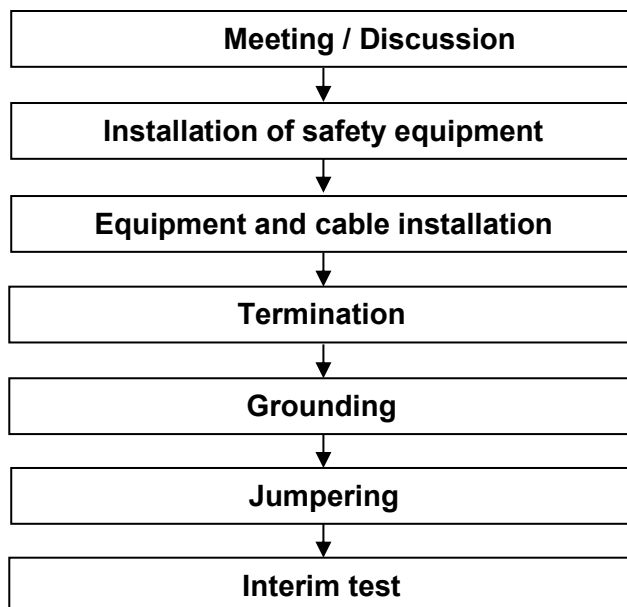 Meeting / Discussion
Installation of safety equipment
Equipment and cable installation
Termination
Grounding
Jumpering
Interim test